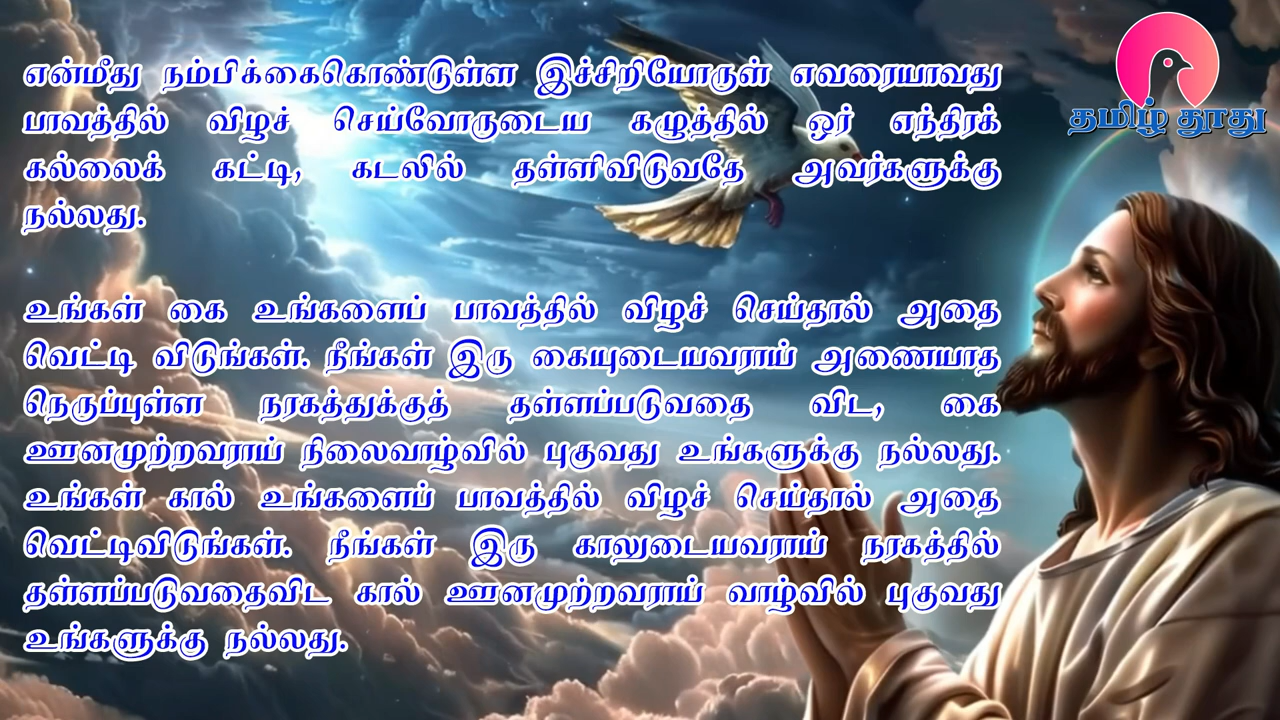 என்மீது நம்பிக்கைகொண்டுள்ள இச்சிறியோருள் எவரையாவது
பாவத்தில் விழச் செய்வோருடைய கழுத்தில் ஓர் எந்திரக்
கல்லைக் கட்டி, கடலில் தள்ளிவிடுவதே அவர்களுக்கு
நல்லது.
உங்கள் கை உங்களைப் பாவத்தில் விழச் செய்தால் அதை
வெட்டி விடுங்கள். நீங்கள் இரு கையுடையவராய் அணையாத
நெருப்புள்ள நரகத்துக்குத் தள்ளப்படுவதை விட, கை
ஊனமுற்றவராய் நிலைவாழ்வில் புகுவது உங்களுக்கு நல்லது.
உங்கள் கால் உங்களைப் பாவத்தில் விழச் செய்தால் அதை
வெட்டிவிடுங்கள். நீங்கள் இரு காலுடையவராய் நரகத்தில்
தள்ளப்படுவதைவிட கால் ஊனமுற்றவராய் வாழ்வில் புகுவது
உங்களுக்கு நல்லது.
தமிழ் தூது